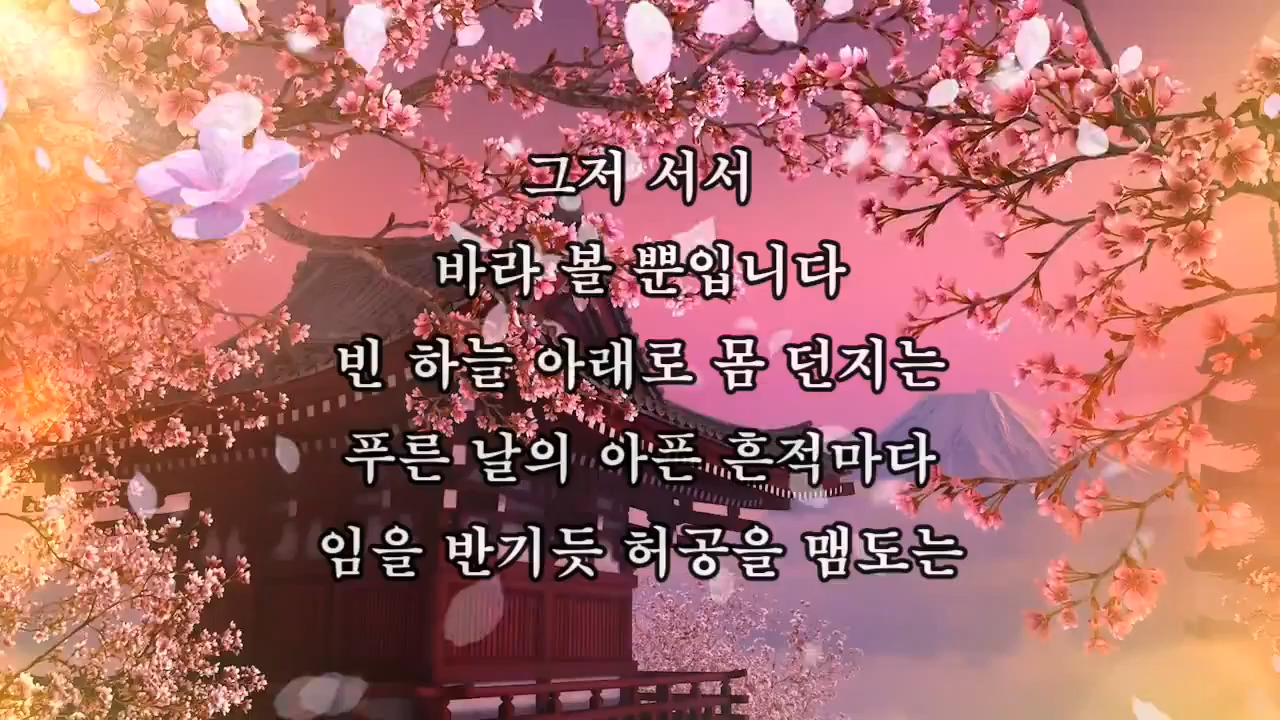 그저 서서
바라 볼 뿐입니다
빈 하늘 아래로 몸 던지는
푸른 날의 아픈 흔적마다
임을 반기듯 허공을 맴도는